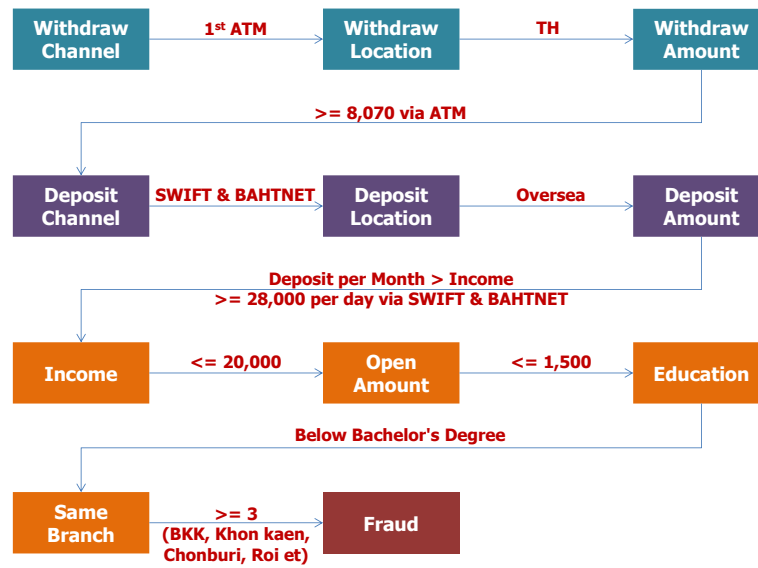 Withdraw
Channel
1st ATM
Withdraw
Location
TH
Withdraw
Amount
>= 8,070 via ATM
Deposit
Channel
SWIFT & BAHTNET
Deposit
Location
Oversea
Deposit
Amount
Deposit per Month > Income
>= 28,000 per day via SWIFT & BAHTNET
Income
<= 20,000
Open
Amount
<= 1,500
Education
Below Bachelor's Degree
Same
Branch
>= 3
(BKK, Khon kaen,
Chonburi, Roi et)
Fraud